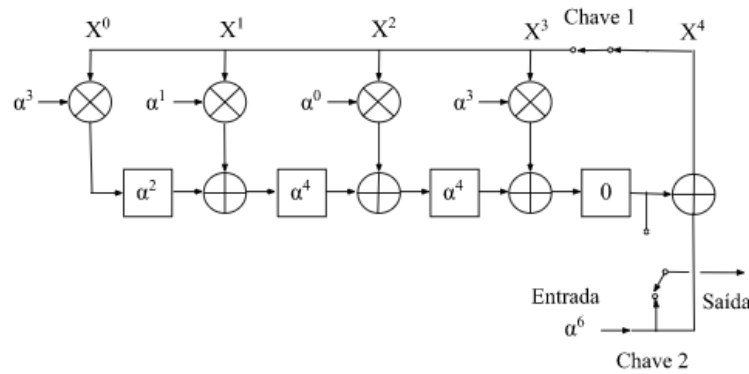 Chave 1
X⁰ X¹ X² X³ X⁴
α³ α¹ α⁰ α³
α² α⁴ α⁴ 0
Entrada Saída
α⁶
Chave 2